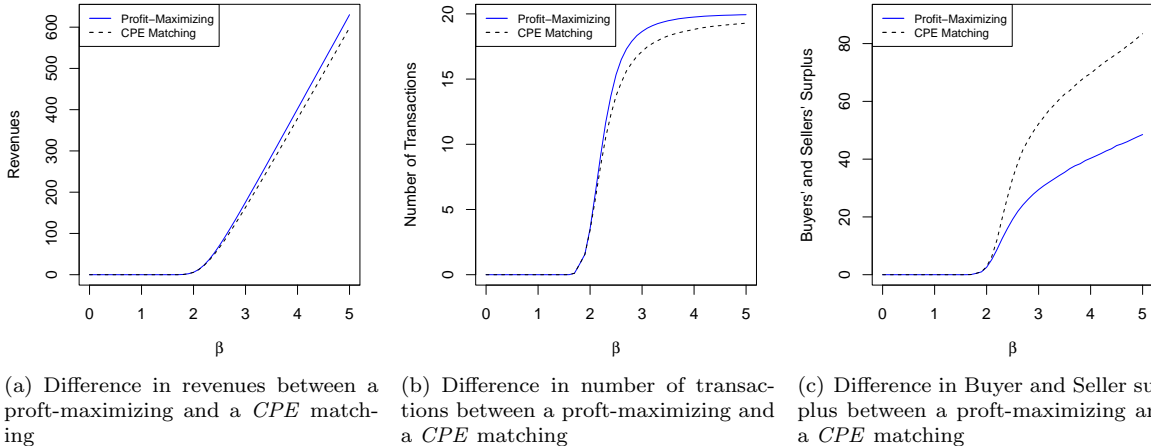 Profit−Maximizing
CPE Matching
Revenues
600
500
400
300
200
100
0
0 1 2 3 4 5
β
(a) Difference in revenues between a
proft-maximizing and a CPE match-
ing
Profit−Maximizing
CPE Matching
Number of Transactions
20
15
10
5
0
0 1 2 3 4 5
β
(b) Difference in number of transac-
tions between a proft-maximizing and
a CPE matching
Profit−Maximizing
CPE Matching
Buyers' and Sellers' Surplus
80
60
40
20
0
0 1 2 3 4 5
β
(c) Difference in Buyer and Seller su
plus between a proft-maximizing an
a CPE matching